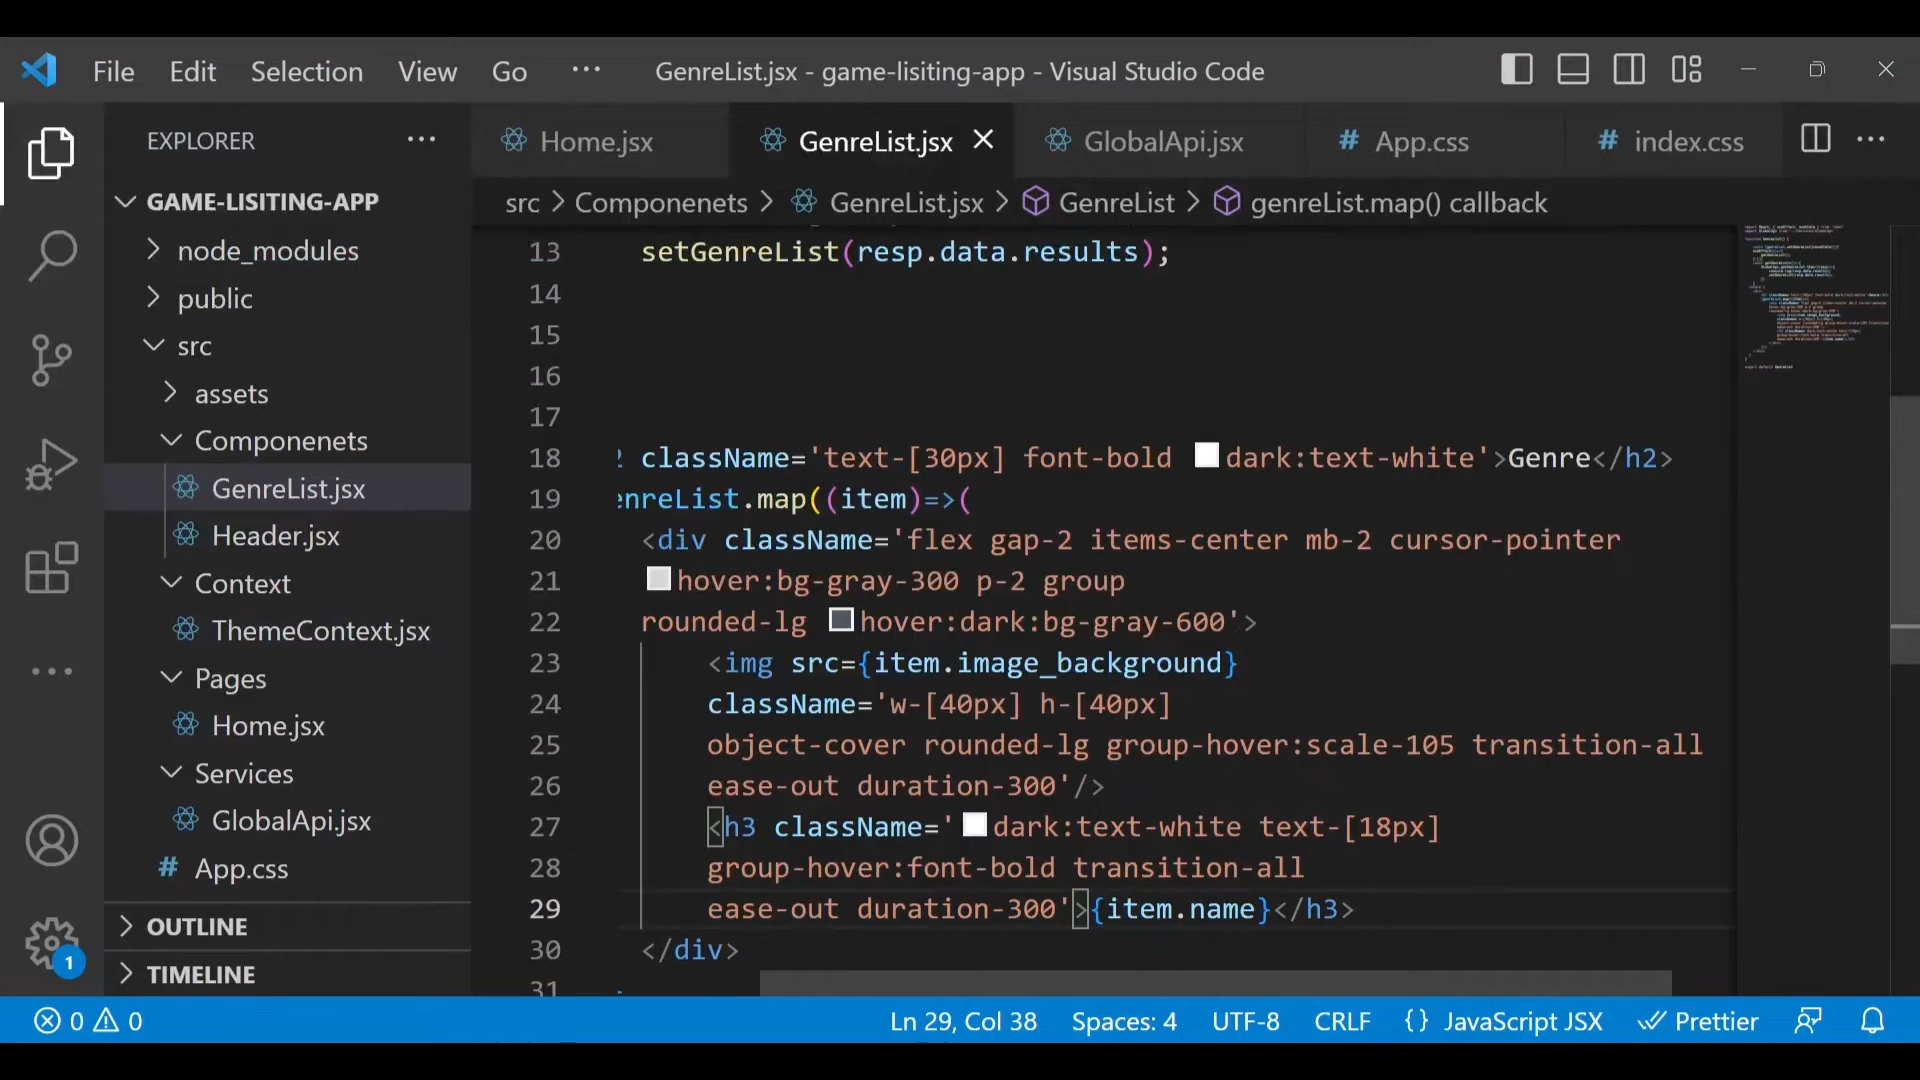 File Edit Selection View Go ··· GenreList.jsx - game-lisiting-app - Visual Studio Code
EXPLORER ···
Home.jsx GenreList.jsx GlobalApi.jsx # App.css # index.css ···
src > Componenets > GenreList.jsx > GenreList > genreList.map() callback
GAME-LISITING-APP
node_modules
public
src
assets
Componenets
GenreList.jsx
Header.jsx
Context
ThemeContext.jsx
Pages
Home.jsx
Services
GlobalApi.jsx
# App.css
OUTLINE
TIMELINE
1
13 setGenreList(resp.data.results);
14
15
16
17
18 className='text-[30px] font-bold dark:text-white'>Genre</h2>
19 enreList.map((item)=>(
20 <div className='flex gap-2 items-center mb-2 cursor-pointer
21 hover:bg-gray-300 p-2 group
22 rounded-lg hover:dark:bg-gray-600'>
23 <img src={item.image_background}
24 className='w-[40px] h-[40px]
25 object-cover rounded-lg group-hover:scale-105 transition-all
26 ease-out duration-300'/>
27 <h3 className='dark:text-white text-[18px]
28 group-hover:font-bold transition-all
29 ease-out duration-300'>{item.name}</h3>
30 </div>
31
0 0 Ln 29, Col 38 Spaces: 4 UTF-8 CRLF {} JavaScript JSX Prettier